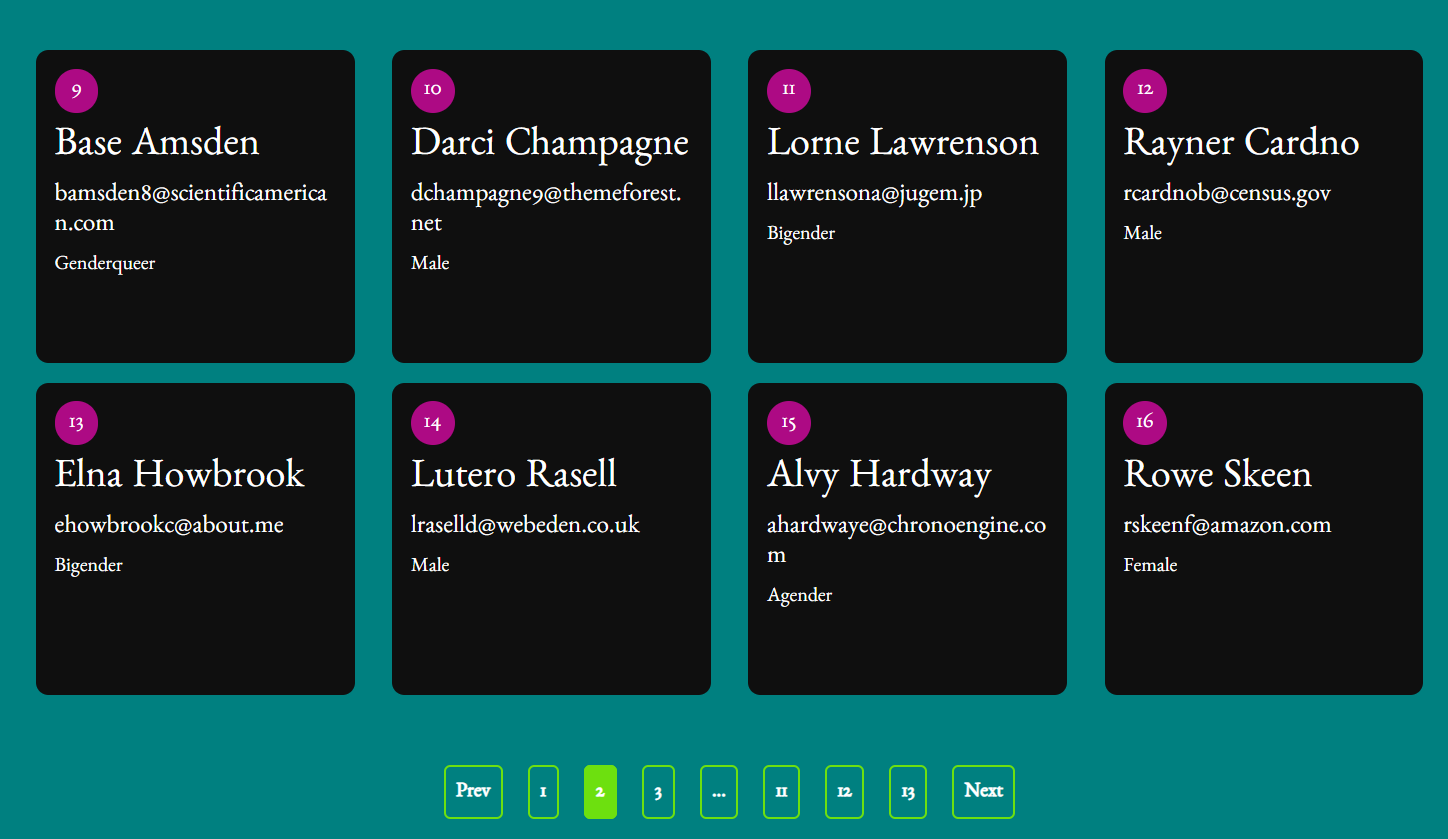 9
Base Amsden
bamsden8@scientificamerica
n.com
Genderqueer
10
Darci Champagne
dchampagne9@themeforest.
net
Male
11
Lorne Lawrenson
llawrensona@jugem.jp
Bigender
12
Rayner Cardno
rcardnob@census.gov
Male
13
Elna Howbrook
ehowbrookc@about.me
Bigender
14
Lutero Rasell
lraselld@webeden.co.uk
Male
15
Alvy Hardway
ahardwaye@chronoengine.co
m
Agender
16
Rowe Skeen
rskeenf@amazon.com
Female
Prev 1 2 3 ... 11 12 13 Next